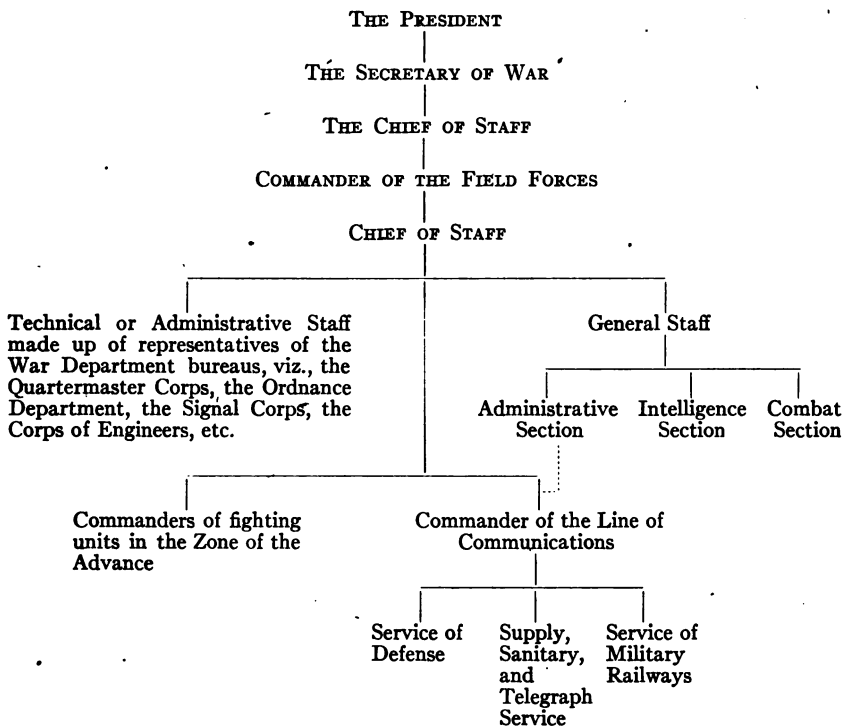 THE PRESIDENT
THE SECRETARY OF WAR
THE CHIEF OF STAFF
COMMANDER OF THE FIELD FORCES
CHIEF OF STAFF
Technical or Administrative Staff
made up of representatives of the
War Department bureaus, viz., the
Quartermaster Corps, the Ordnance
Department, the Signal Corps, the
Corps of Engineers, etc.
General Staff
Administrative
Section
Intelligence
Section
Combat
Section
Commanders of fighting
units in the Zone of the
Advance
Commander of the Line of
Communications
Service of
Defense
Supply,
Sanitary,
and
Telegraph
Service
Service of
Military
Railways